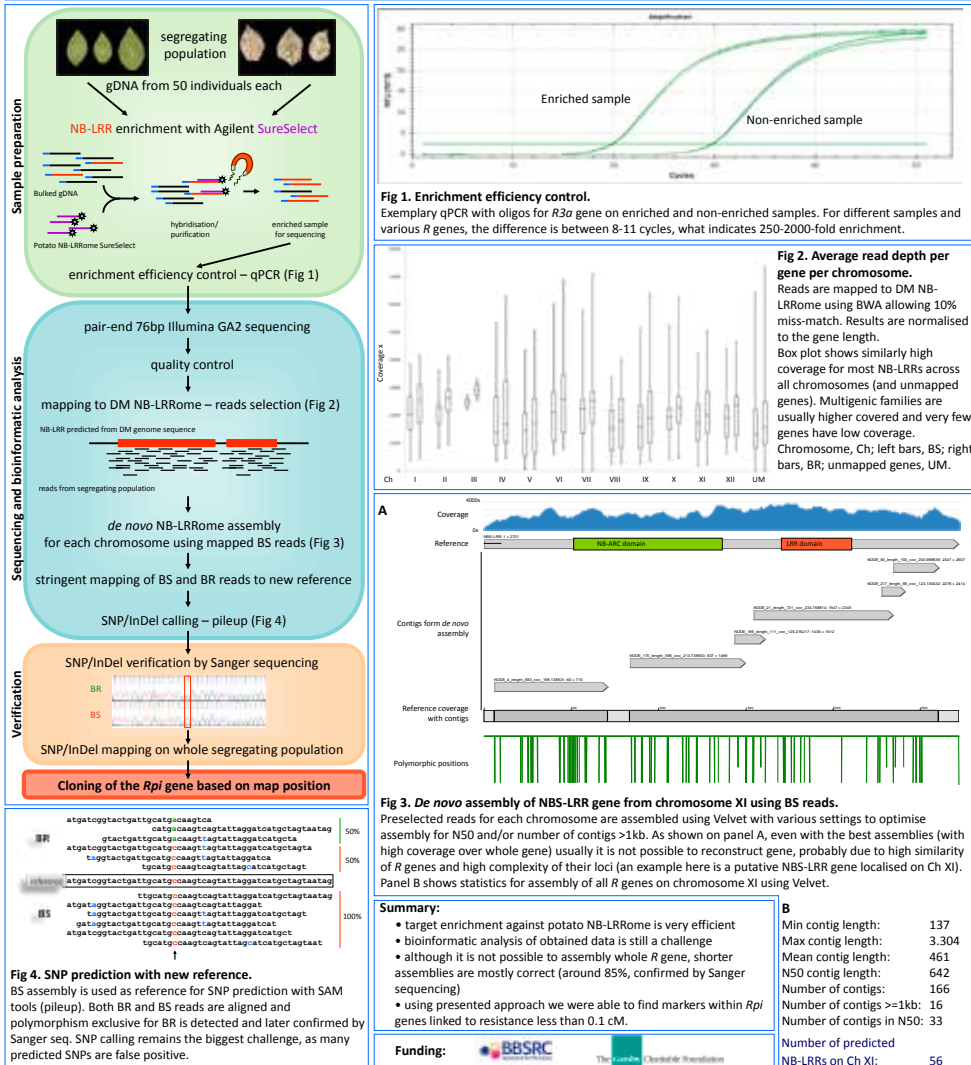 Sample preparation
segregating
population
gDNA from 50 individuals each
NB-LRR enrichment with Agilent SureSelect
Bulked gDNA
Potato NB-LRRome SureSelect
hybridisation/
purification
enriched sample
for sequencing
enrichment efficiency control – qPCR (Fig 1)
Sequencing and bioinformatic analysis
pair-end 76bp Illumina GA2 sequencing
quality control
mapping to DM NB-LRRome – reads selection (Fig 2)
NB-LRR predicted from DM genome sequence
reads from segregating population
de novo NB-LRRome assembly
for each chromosome using mapped BS reads (Fig 3)
stringent mapping of BS and BR reads to new reference
SNP/InDel calling – pileup (Fig 4)
Verification
SNP/InDel verification by Sanger sequencing
BR
BS
SNP/InDel mapping on whole segregating population
Cloning of the Rpi gene based on map position
BR
atgatcggtactgattgcatgacaagtca
catgacaagtcagtattaggatcatgctagtaatag
gtactgattgcatgacaagtcagtattaggatcatgctagt
atgatcggtactgattgcatgccaagttagtattaggatcatgctagta
taggtactgattgcatgccaagtcagtattaggatca
tgcatgccaagtcagtattaggatcatgctagt
50%
50%
reference
atgatcggtactgattgcatgccaagtcagtattaggatcatgctagtaatag
BS
ttgcatgccaagtcagtattaggatcatgctagtaatag
atgataggtactgattgcatgccaagtcagtattaggat
taggtactgattgcatgccaagttagtattaggatcatgctagt
gataggtactgattgcatgccaagttagtattaggatcat
atgatcggtactgattgcatgccaagtcagtattaggatcatgct
tgcatgccaagtcagtattagcatcatgctagtaat
100%
Fig 4. SNP prediction with new reference.
BS assembly is used as reference for SNP prediction with SAM
tools (pileup). Both BR and BS reads are aligned and
polymorphism exclusive for BR is detected and later confirmed by
Sanger seq. SNP calling remains the biggest challenge, as many
predicted SNPs are false positive.
Amplification
Enriched sample
Non-enriched sample
Cycles
Fig 1. Enrichment efficiency control.
Exemplary qPCR with oligos for R3a gene on enriched and non-enriched samples. For different samples and
various R genes, the difference is between 8-11 cycles, what indicates 250-2000-fold enrichment.
Coverage x
Ch I II III IV V VI VII VIII IX X XI XII UM
Fig 2. Average read depth per
gene per chromosome.
Reads are mapped to DM NB-
LRRome using BWA allowing 10%
miss-match. Results are normalised
to the gene length.
Box plot shows similarly high
coverage for most NB-LRRs across
all chromosomes (and unmapped
genes). Multigenic families are
usually higher covered and very few
genes have low coverage.
Chromosome, Ch; left bars, BS; right
bars, BR; unmapped genes, UM.
A
4000x
Coverage
0x
Reference
NB-ARC domain
LRR domain
Contigs form de novo
assembly
Reference coverage
with contigs
Polymorphic positions
Fig 3. De novo assembly of NBS-LRR gene from chromosome XI using BS reads.
Preselected reads for each chromosome are assembled using Velvet with various settings to optimise
assembly for N50 and/or number of contigs >1kb. As shown on panel A, even with the best assemblies (with
high coverage over whole gene) usually it is not possible to reconstruct gene, probably due to high similarity
of R genes and high complexity of their loci (an example here is a putative NBS-LRR gene localised on Ch XI).
Panel B shows statistics for assembly of all R genes on chromosome XI using Velvet.
Summary:
• target enrichment against potato NB-LRRome is very efficient
• bioinformatic analysis of obtained data is still a challenge
• although it is not possible to assembly whole R gene, shorter
assemblies are mostly correct (around 85%, confirmed by Sanger
sequencing)
• using presented approach we were able to find markers within Rpi
genes linked to resistance less than 0.1 cM.
Funding:
BBSRC
The Gatsby Charitable Foundation
B
Min contig length: 137
Max contig length: 3.304
Mean contig length: 461
N50 contig length: 642
Number of contigs: 166
Number of contigs >=1kb: 16
Number of contigs in N50: 33
Number of predicted
NB-LRRs on Ch XI: 56